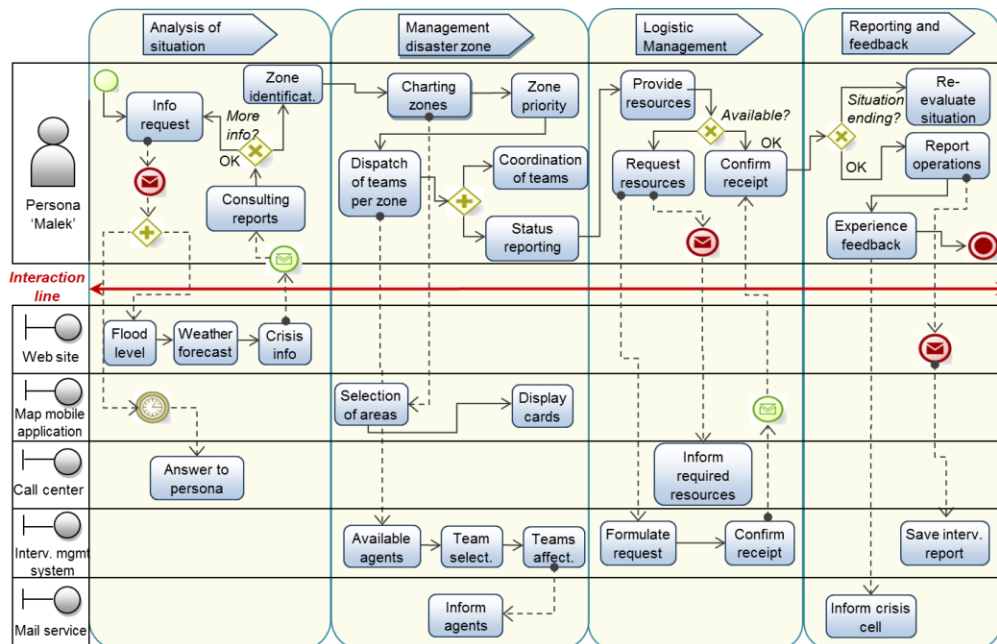 Analysis of
situation
Management
disaster zone
Logistic
Management
Reporting and
feedback
Persona
'Malek'
Info
request
More
info?
OK
Zone
identificat.
Consulting
reports
Charting
zones
Zone
priority
Dispatch
of teams
per zone
Coordination
of teams
Status
reporting
Provide
resources
Available?
OK
Request
resources
Confirm
receipt
Situation
ending?
OK
Re-
evaluate
situation
Report
operations
Experience
feedback
Interaction
line
Web site
Flood
level
Weather
forecast
Crisis
info
Map mobile
application
Selection
of areas
Display
cards
Call center
Answer to
persona
Inform
required
resources
Interv. mgmt
system
Available
agents
Team
select.
Teams
affect.
Formulate
request
Confirm
receipt
Save interv.
report
Mail service
Inform
agents
Inform crisis
cell